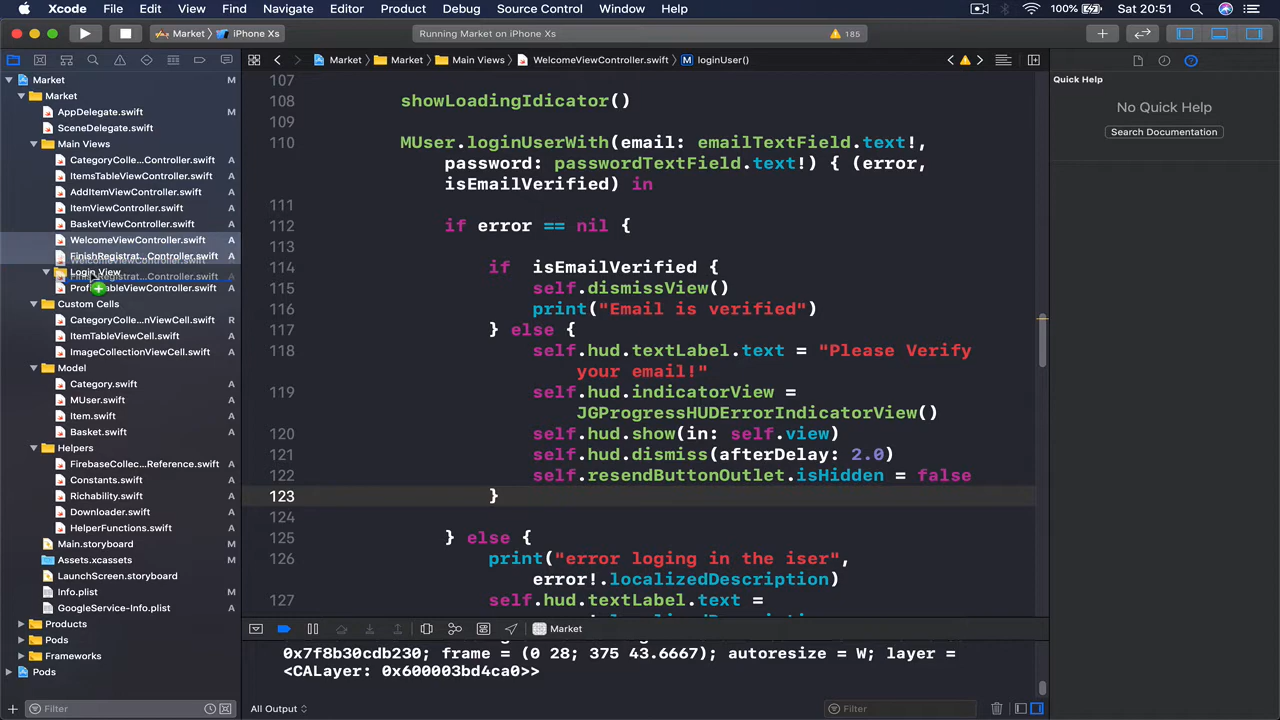 Xcode File Edit View Find Navigate Editor Product Debug Source Control Window Help 100% Sat 20:51
Market iPhone Xs Running Market on iPhone Xs 185
Market Market Main Views WelcomeViewController.swift M loginUser()
Market M
Market
AppDelegate.swift M
SceneDelegate.swift
Main Views
CategoryColle...Controller.swift A
ItemsTableViewController.swift A
AddItemViewController.swift A
ItemViewController.swift A
BasketViewController.swift A
WelcomeViewController.swift A
FinishRegistrat...Controller.swift A
Login View
ViewController.swift A
Custom Cells
CategoryColle...nViewCell.swift R
ItemTableViewCell.swift A
ImageCollectionViewCell.swift A
Model
Category.swift A
MUser.swift A
Item.swift A
Basket.swift A
Helpers
FirebaseCollec...Reference.swift A
Constants.swift A
Richability.swift A
Downloader.swift A
HelperFunctions.swift A
Main.storyboard M
Assets.xcassets M
LaunchScreen.storyboard
Info.plist M
GoogleService-Info.plist A
Products
Pods
Frameworks
Pods
Filter
107
108 showLoadingIdicator()
109
110 MUser.loginUserWith(email: emailTextField.text!,
password: passwordTextField.text!) { (error,
isEmailVerified) in
111
112 if error == nil {
113
114 if isEmailVerified {
115 self.dismissView()
116 print("Email is verified")
117 } else {
118 self.hud.textLabel.text = "Please Verify
your email!"
119 self.hud.indicatorView =
JGProgressHUDErrorIndicatorView()
120 self.hud.show(in: self.view)
121 self.hud.dismiss(afterDelay: 2.0)
122 self.resendButtonOutlet.isHidden = false
123 }
124
125 } else {
126 print("error loging in the iser",
error!.localizedDescription)
127 self.hud.textLabel.text =
Market
0x7f8b30cdb230; frame = (0 28; 375 43.6667); autoresize = W; layer =
<CALayer: 0x600003bd4ca0>>
All Output Filter
Quick Help
No Quick Help
Search Documentation